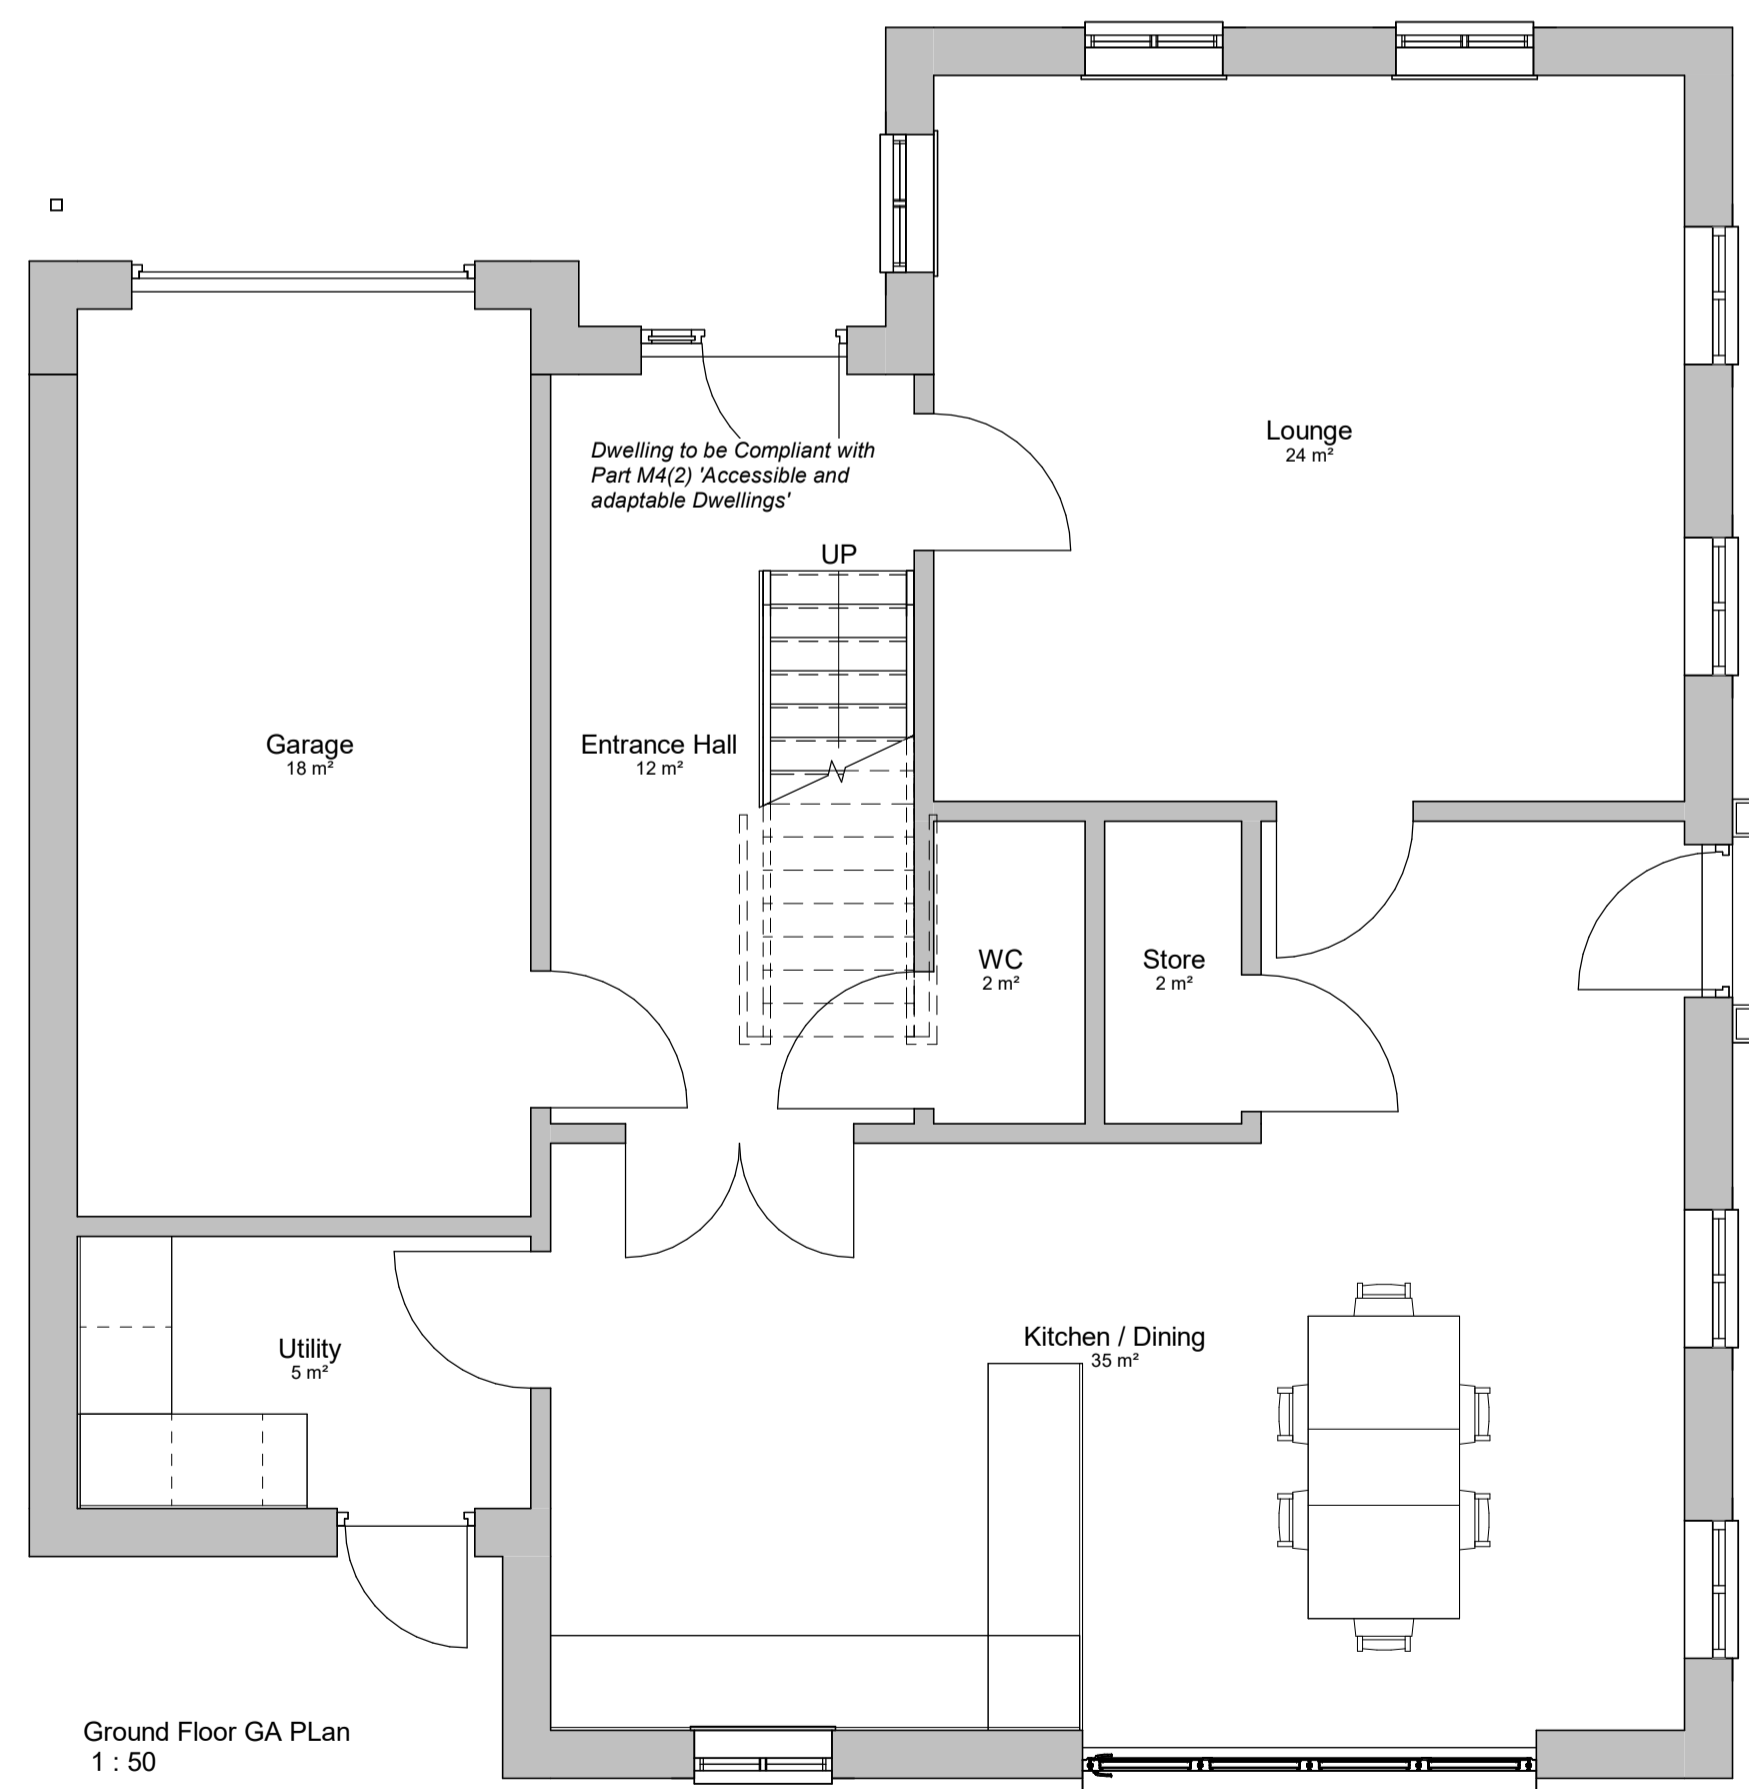 Lounge
24 m²
Dwelling to be Compliant with
Part M4(2) 'Accessible and
adaptable Dwellings'
UP
Garage
18 m²
Entrance Hall
12 m²
WC
2 m²
Store
2 m²
Utility
5 m²
Kitchen / Dining
35 m²
Ground Floor GA PLan
1 : 50